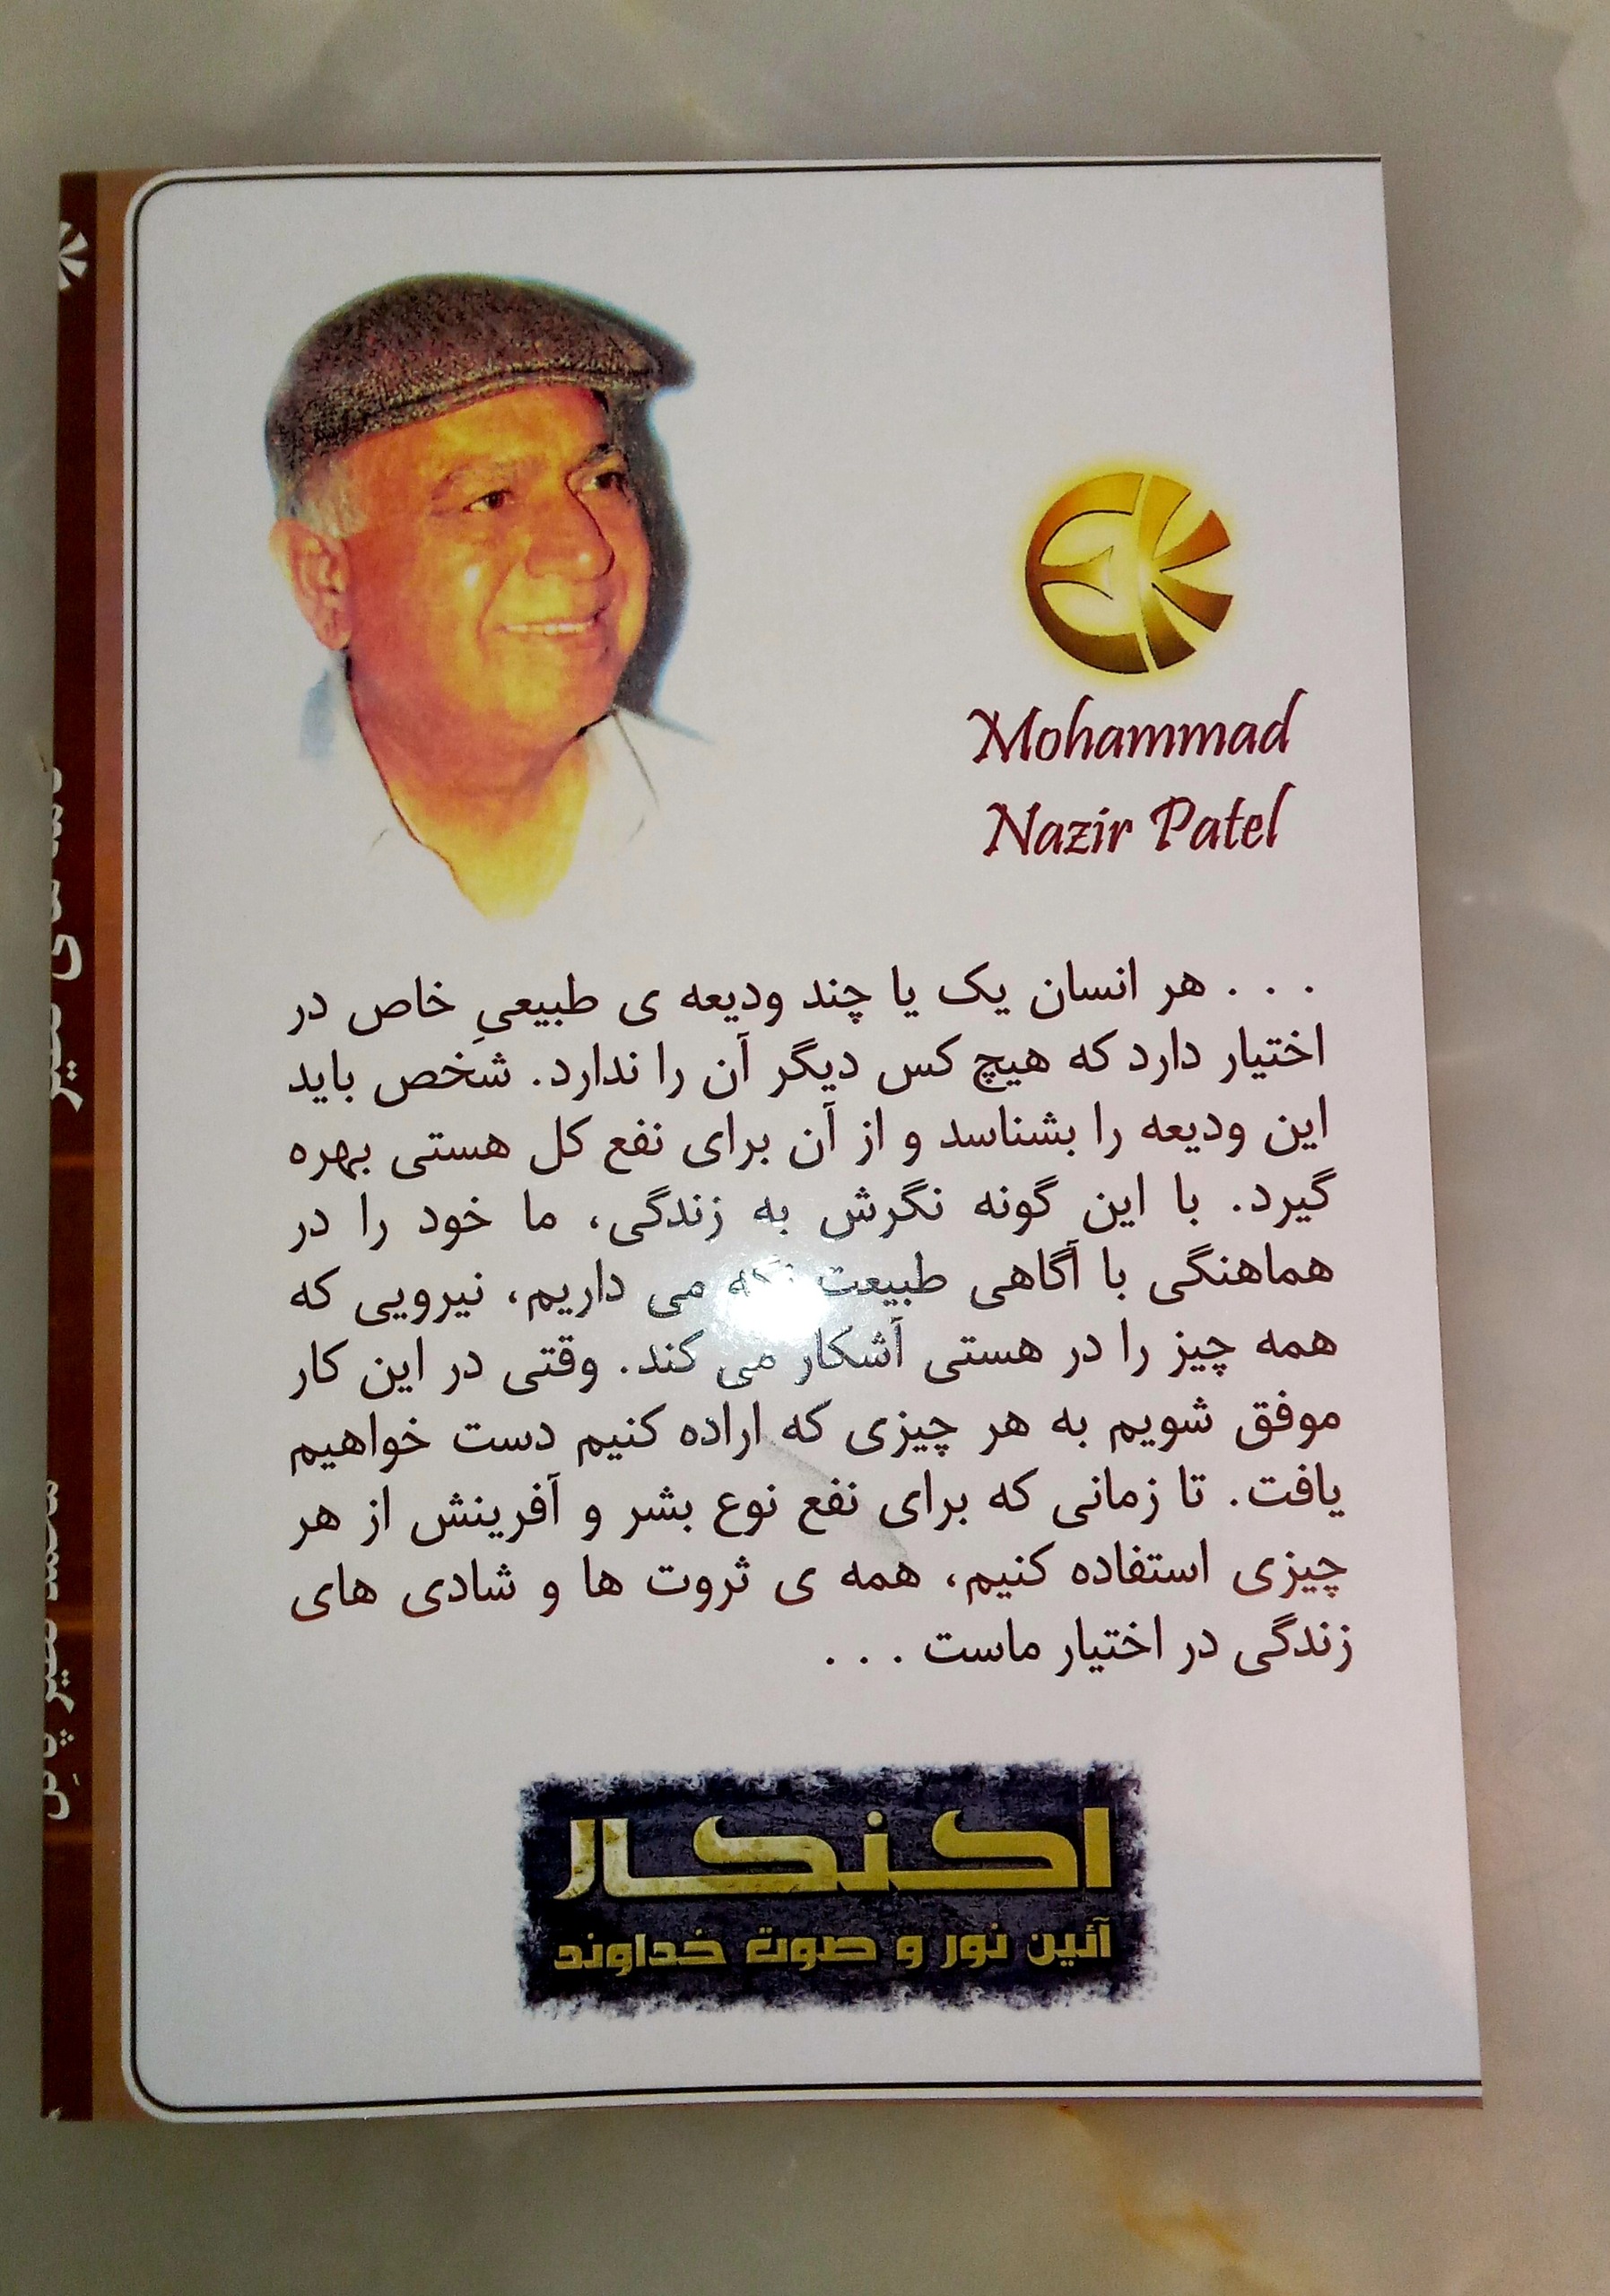 Mohammad
Nazir Patel
. . . هر انسان یک یا چند ودیعه ی طبیعیِ خاص در
اختیار دارد که هیچ کس دیگر آن را ندارد. شخص باید
این ودیعه را بشناسد و از آن برای نفع کل هستی بهره
گیرد. با این گونه نگرش به زندگی، ما خود را در
هماهنگی با آگاهی طبیعت می داریم، نیرویی که
همه چیز را در هستی آشکار می کند. وقتی در این کار
موفق شویم به هر چیزی که اراده کنیم دست خواهیم
یافت. تا زمانی که برای نفع نوع بشر و آفرینش از هر
چیزی استفاده کنیم، همه ی ثروت ها و شادی های
زندگی در اختیار ماست . . .
اکنکار
آئین نور و صوت خداوند